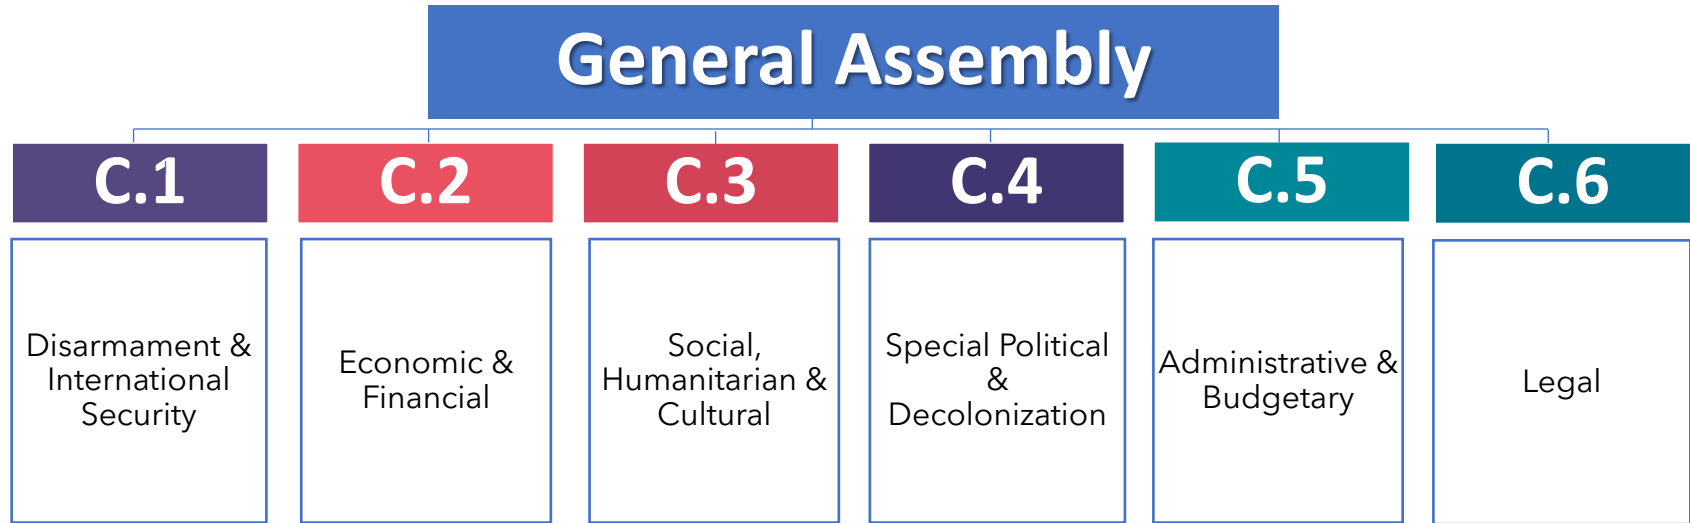 General Assembly
C.1
C.2
C.3
C.4
C.5
C.6
Disarmament &
International
Security
Economic &
Financial
Social,
Humanitarian &
Cultural
Special Political
&
Decolonization
Administrative &
Budgetary
Legal